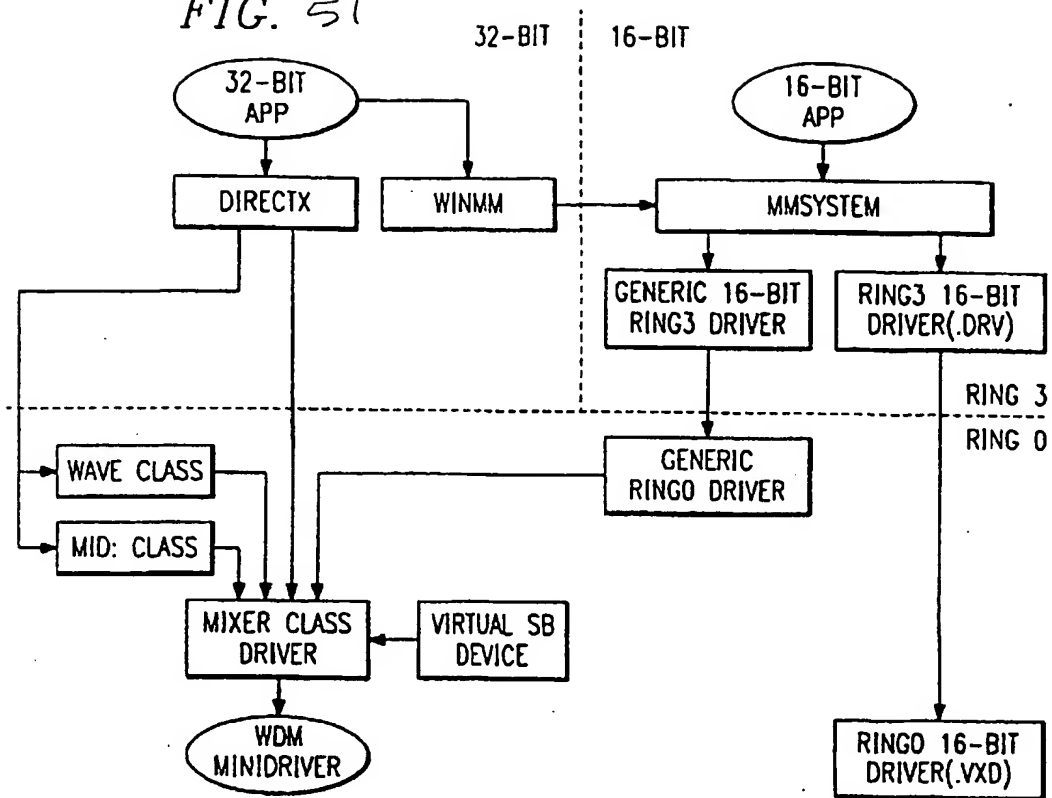 FIG. 51
32-BIT
16-BIT
32-BIT
APP
16-BIT
APP
DIRECTX
WINMM
MMSYSTEM
GENERIC 16-BIT
RING3 DRIVER
RING3 16-BIT
DRIVER(.DRV)
RING 3
RING 0
WAVE CLASS
GENERIC
RING0 DRIVER
MID: CLASS
MIXER CLASS
DRIVER
VIRTUAL SB
DEVICE
WDM
MINIDRIVER
RING0 16-BIT
DRIVER(.VXD)